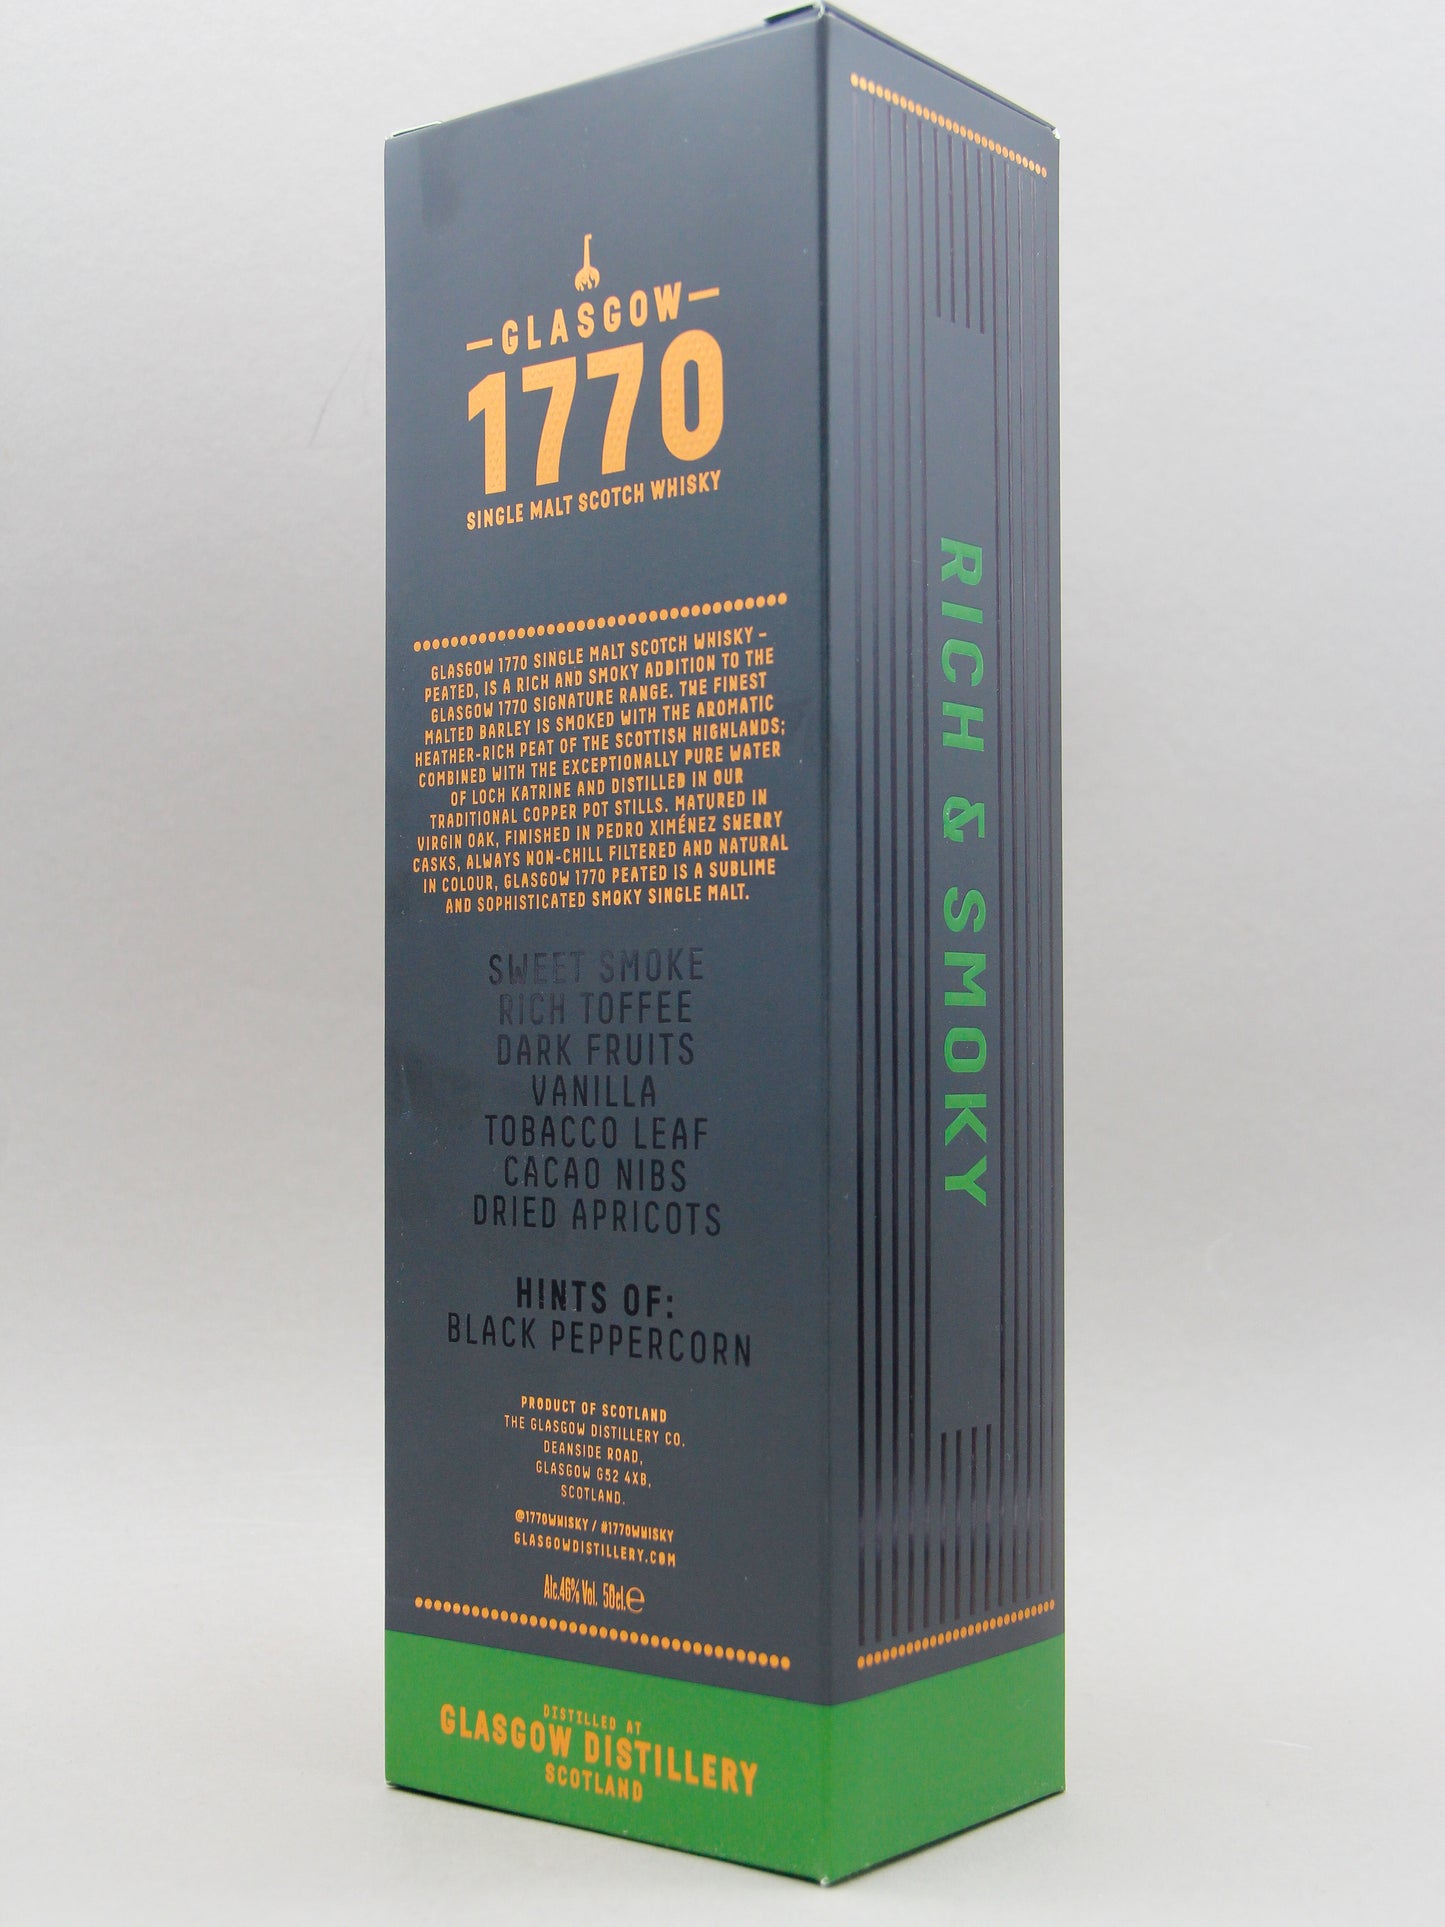 —GLASGOW—
1770
SINGLE MALT SCOTCH WHISKY
GLASGOW 1770 SINGLE MALT SCOTCH WHISKY –
PEATED, IS A RICH AND SMOKY ADDITION TO THE
GLASGOW 1770 SIGNATURE RANGE. THE FINEST
MALTED BARLEY IS SMOKED WITH THE AROMATIC
HEATHER-RICH PEAT OF THE SCOTTISH HIGHLANDS;
COMBINED WITH THE EXCEPTIONALLY PURE WATER
OF LOCH KATRINE AND DISTILLED IN OUR
TRADITIONAL COPPER POT STILLS. MATURED IN
VIRGIN OAK, FINISHED IN PEDRO XIMÉNEZ SHERRY
CASKS, ALWAYS NON-CHILL FILTERED AND NATURAL
IN COLOUR, GLASGOW 1770 PEATED IS A SUBLIME
AND SOPHISTICATED SMOKY SINGLE MALT.
SWEET SMOKE
RICH TOFFEE
DARK FRUITS
VANILLA
TOBACCO LEAF
CACAO NIBS
DRIED APRICOTS
HINTS OF:
BLACK PEPPERCORN
PRODUCT OF SCOTLAND
THE GLASGOW DISTILLERY CO.
DEANSIDE ROAD,
GLASGOW G52 4XB,
SCOTLAND.
@1770WHISKY / #1770WHISKY
GLASGOWDISTILLERY.COM
Alc.46% Vol. 50cl.℮
DISTILLED AT
GLASGOW DISTILLERY
SCOTLAND
RICH & SMOKY